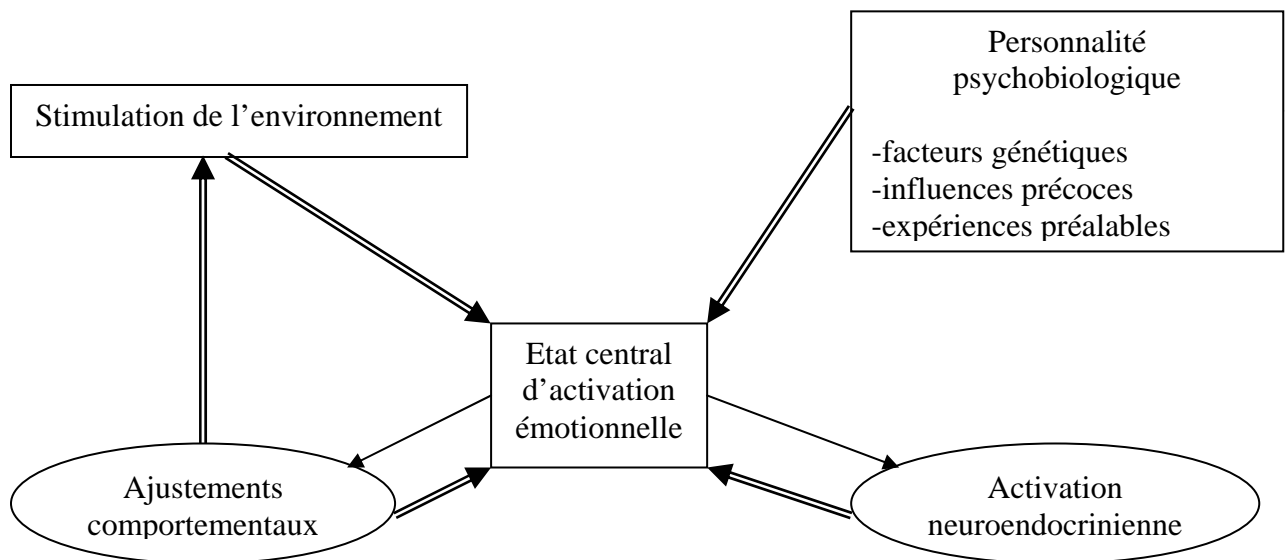 Personnalité
psychobiologique
-facteurs génétiques
-influences précoces
-expériences préalables
Stimulation de l’environnement
Etat central
d’activation
émotionnelle
Ajustements
comportementaux
Activation
neuroendocrinienne